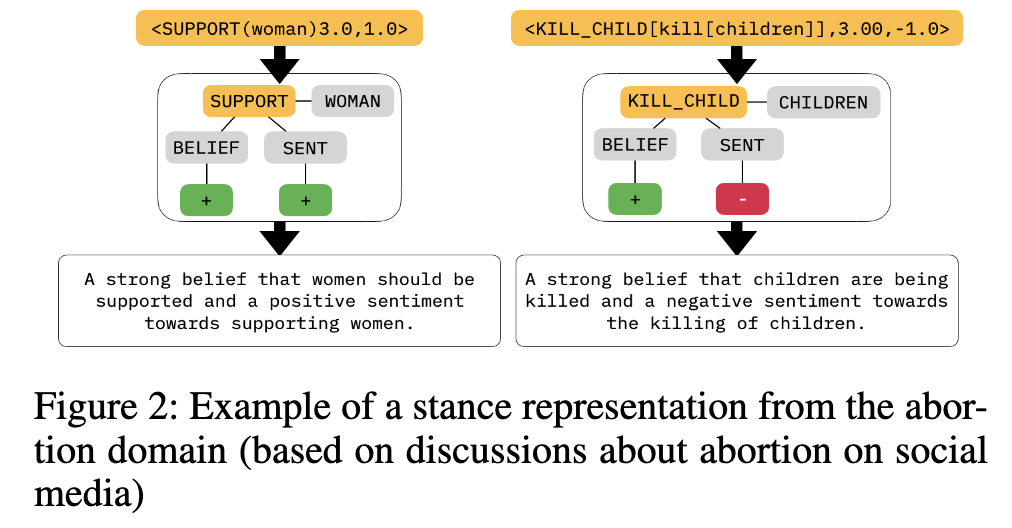 <SUPPORT(woman)3.0,1.0>
SUPPORT
WOMAN
BELIEF
SENT
+
+
A strong belief that women should be
supported and a positive sentiment
towards supporting women.
<KILL_CHILD[kill[children]],3.00,-1.0>
KILL_CHILD
CHILDREN
BELIEF
SENT
+
-
A strong belief that children are being
killed and a negative sentiment towards
the killing of children.
Figure 2: Example of a stance representation from the abor-
tion domain (based on discussions about abortion on social
media)